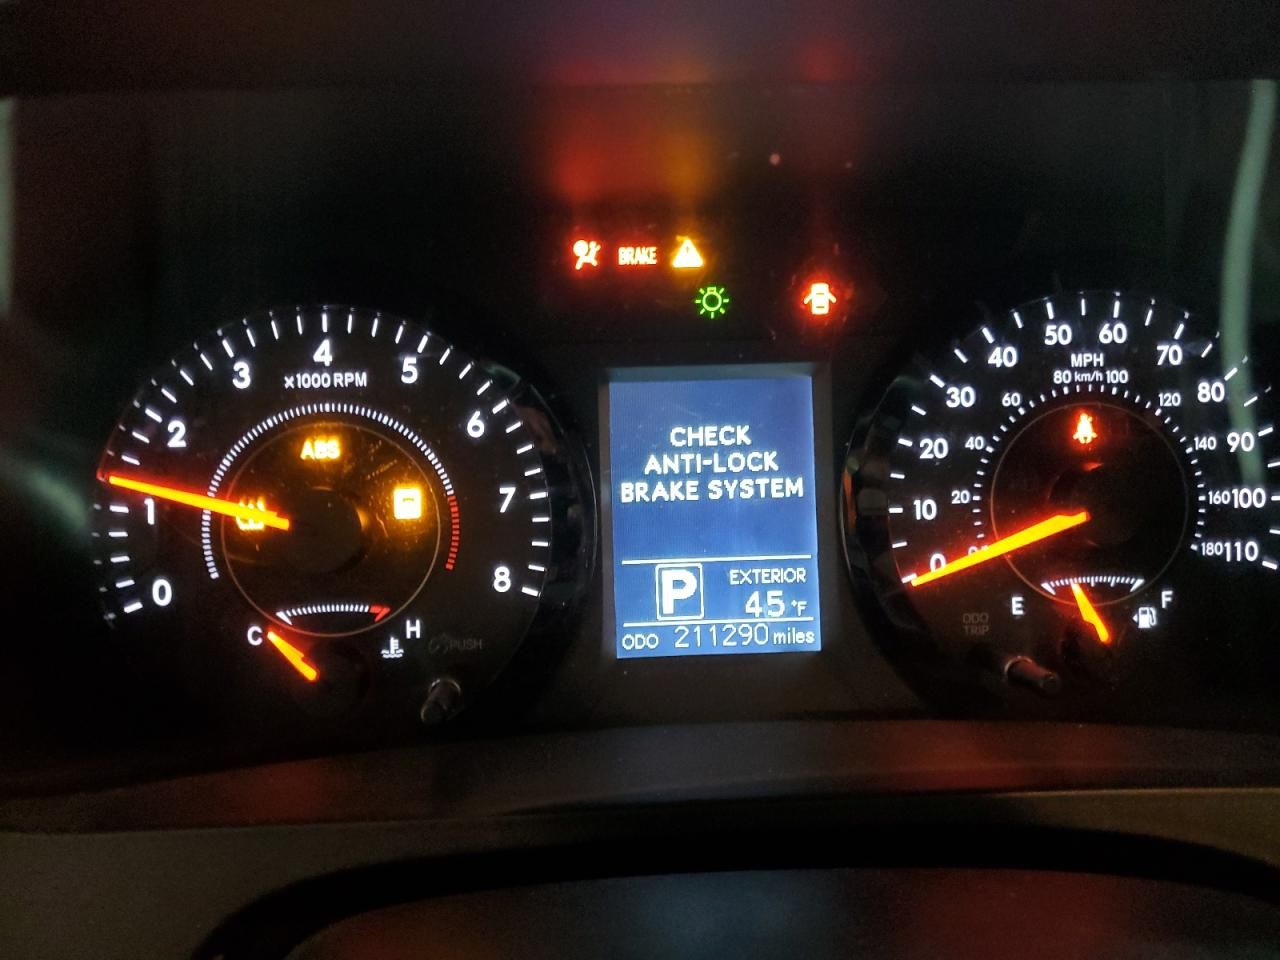 BRAKE
4
3
5
x1000 RPM
2
6
ABS
1
7
0
8
C
H
PUSH
CHECK
ANTI-LOCK
BRAKE SYSTEM
P
EXTERIOR
45°F
ODO 211290 miles
50
60
40
MPH
70
80 km/h 100
30
60
120
80
20
40
140
90
10
20
160
100
0
180
110
E
F
ODO
TRIP